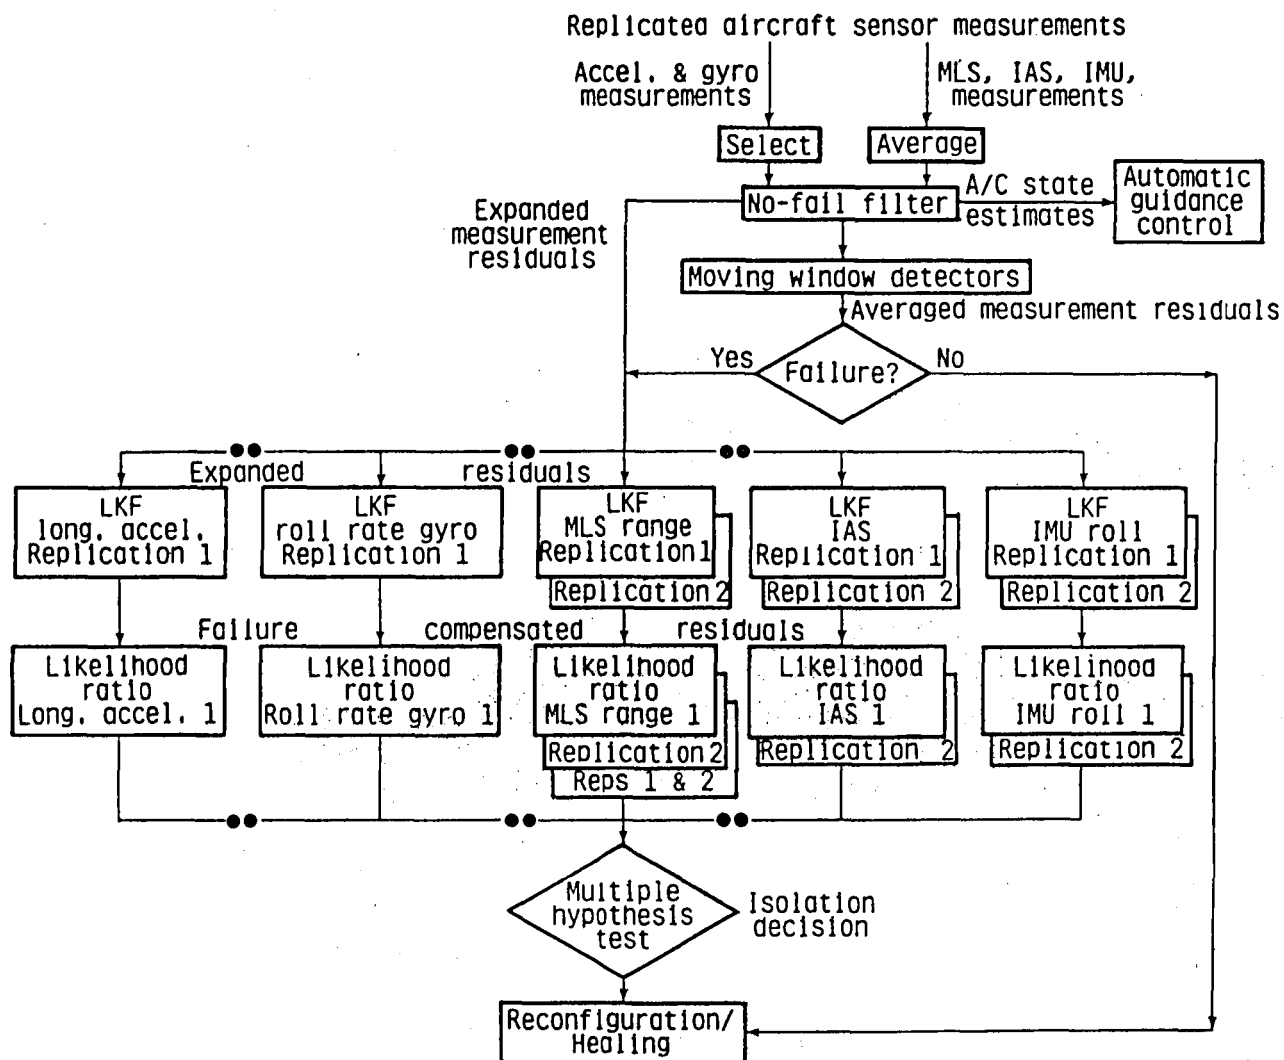 Replicated aircraft sensor measurements
Accel. & gyro
measurements
MLS, IAS, IMU,
measurements
Select
Average
No-fail filter
A/C state
estimates
Automatic
guidance
control
Expanded
measurement
residuals
Moving window detectors
Averaged measurement residuals
Yes
Failure?
No
Expanded residuals
LKF
long. accel.
Replication 1
LKF
roll rate gyro
Replication 1
LKF
MLS range
Replication 1
Replication 2
LKF
IAS
Replication 1
Replication 2
LKF
IMU roll
Replication 1
Replication 2
Failure compensated residuals
Likelihood
ratio
Long. accel. 1
Likelihood
ratio
Roll rate gyro 1
Likelihood
ratio
MLS range 1
Replication 2
Reps 1 & 2
Likelihood
ratio
IAS 1
Replication 2
Likelinood
ratio
IMU roll 1
Replication 2
Multiple
hypothesis
test
Isolation
decision
Reconfiguration/
Healing